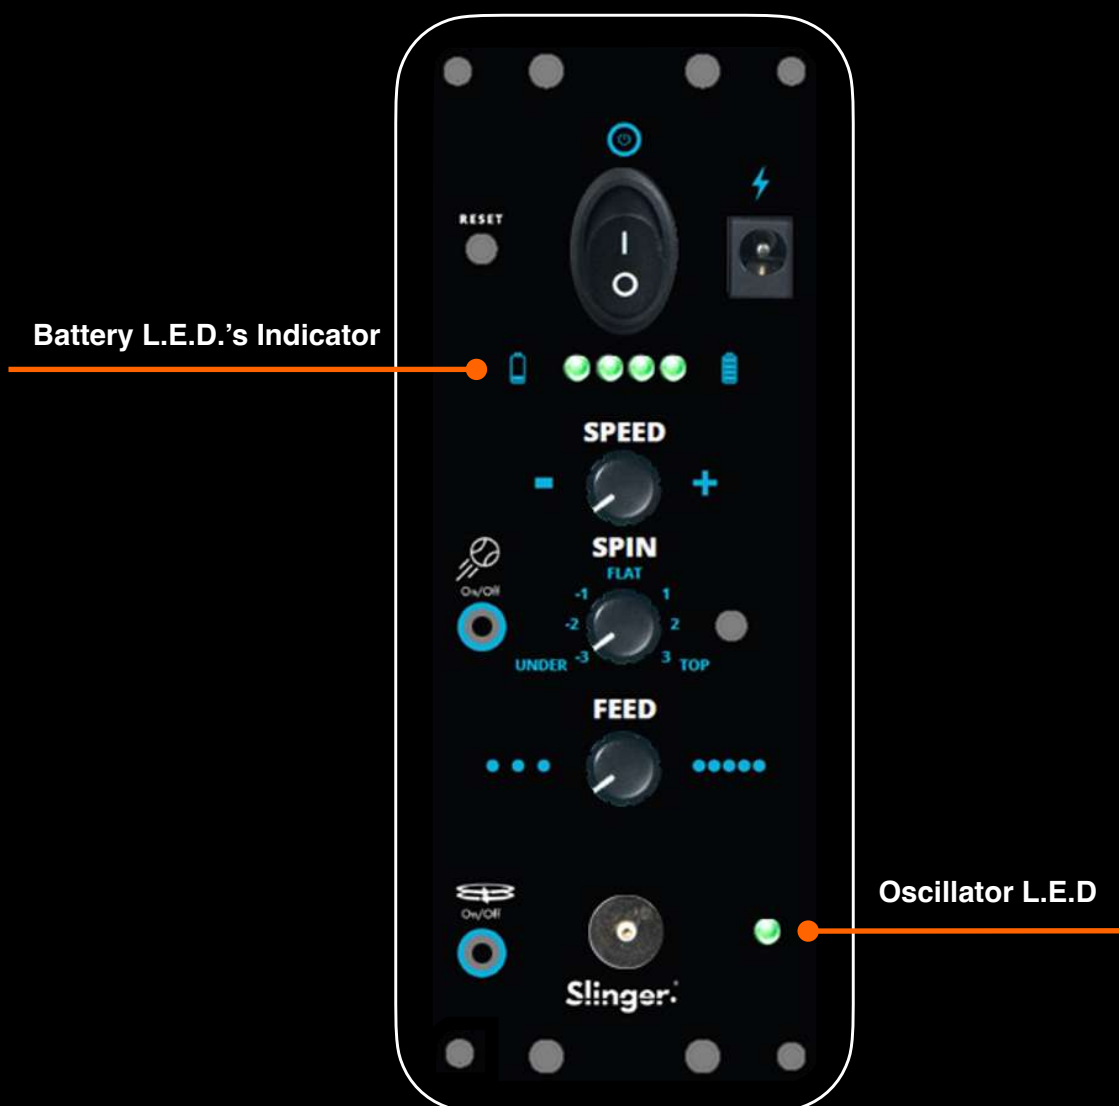 RESET
I
O
Battery L.E.D.'s Indicator
SPEED
- +
SPIN
FLAT
On/Off
-1 1
-2 2
UNDER -3 3 TOP
FEED
Oscillator L.E.D
On/Off
Slinger